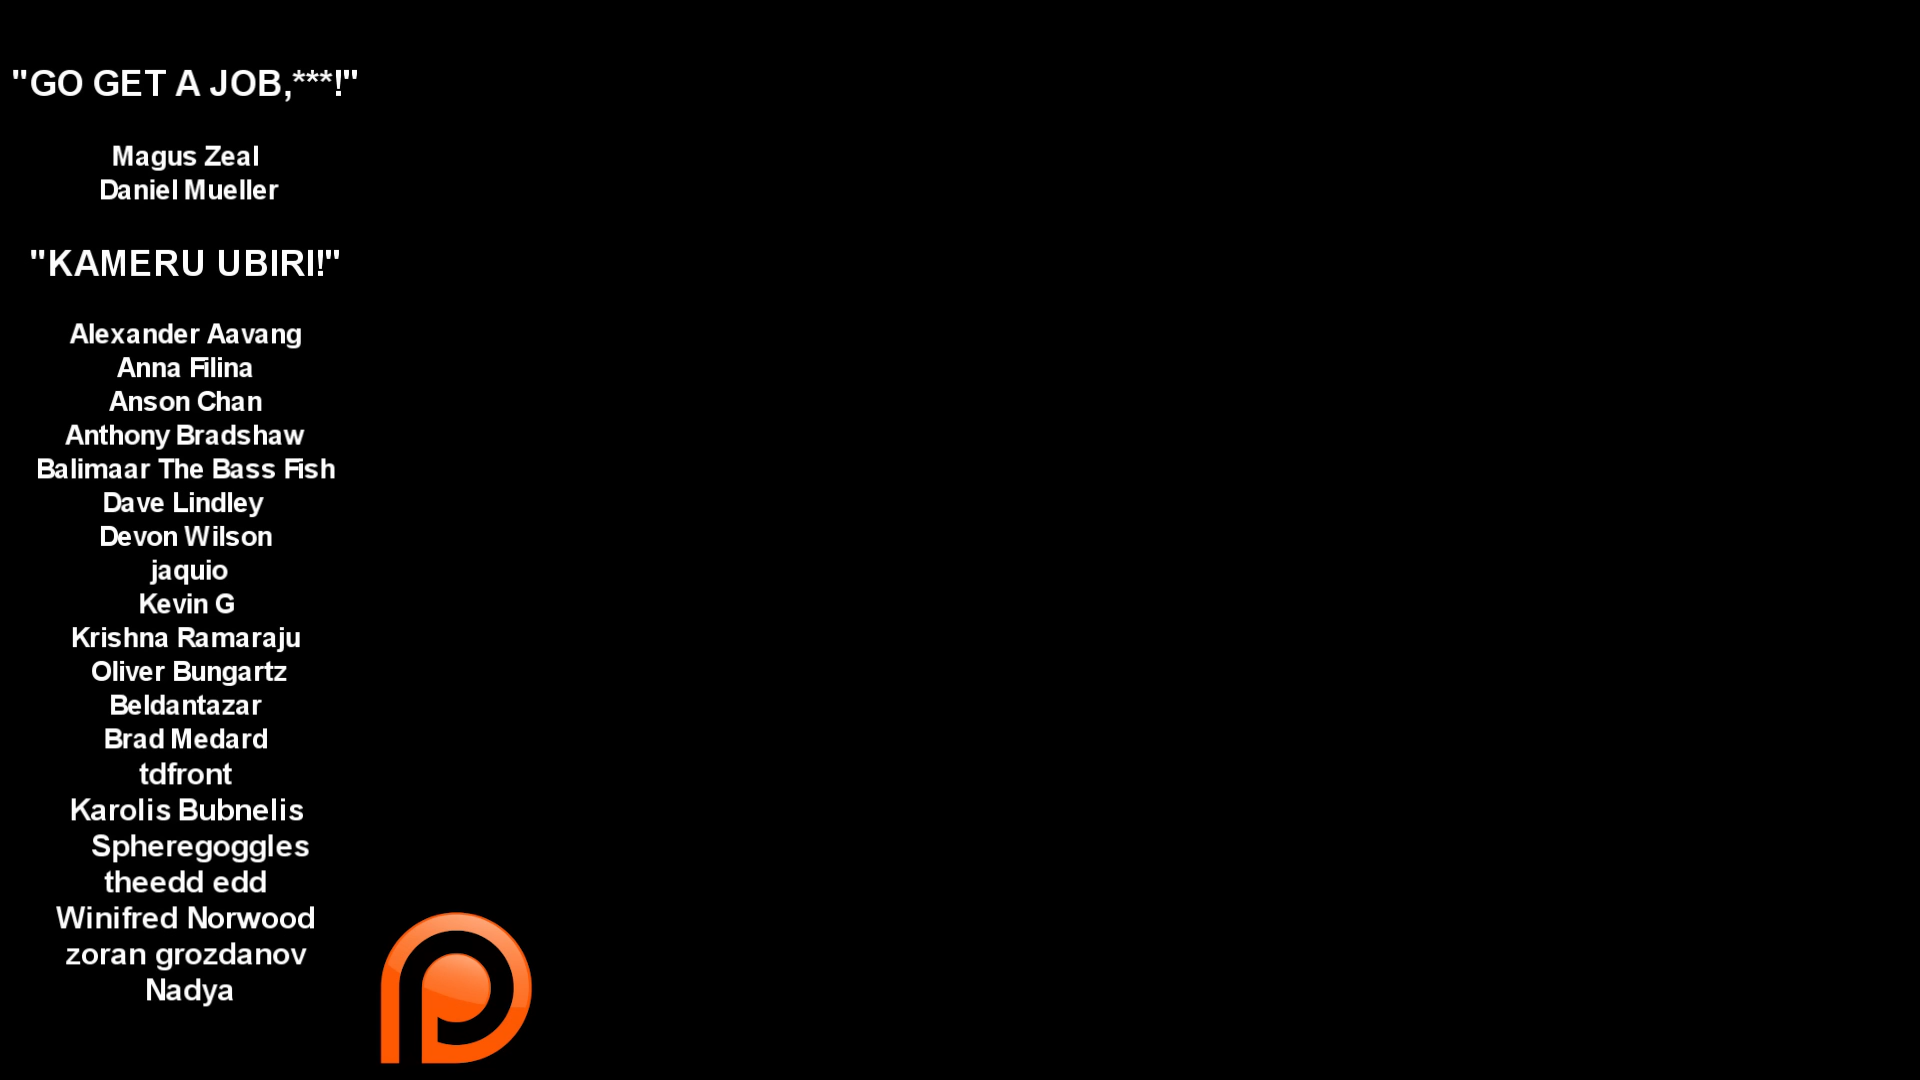 "GO GET A JOB,***!"
Magus Zeal
Daniel Mueller
"KAMERU UBIRI!"
Alexander Aavang
Anna Filina
Anson Chan
Anthony Bradshaw
Balimaar The Bass Fish
Dave Lindley
Devon Wilson
jaquio
Kevin G
Krishna Ramaraju
Oliver Bungartz
Beldantazar
Brad Medard
tdfront
Karolis Bubnelis
Spheregoggles
theedd edd
Winifred Norwood
zoran grozdanov
Nadya